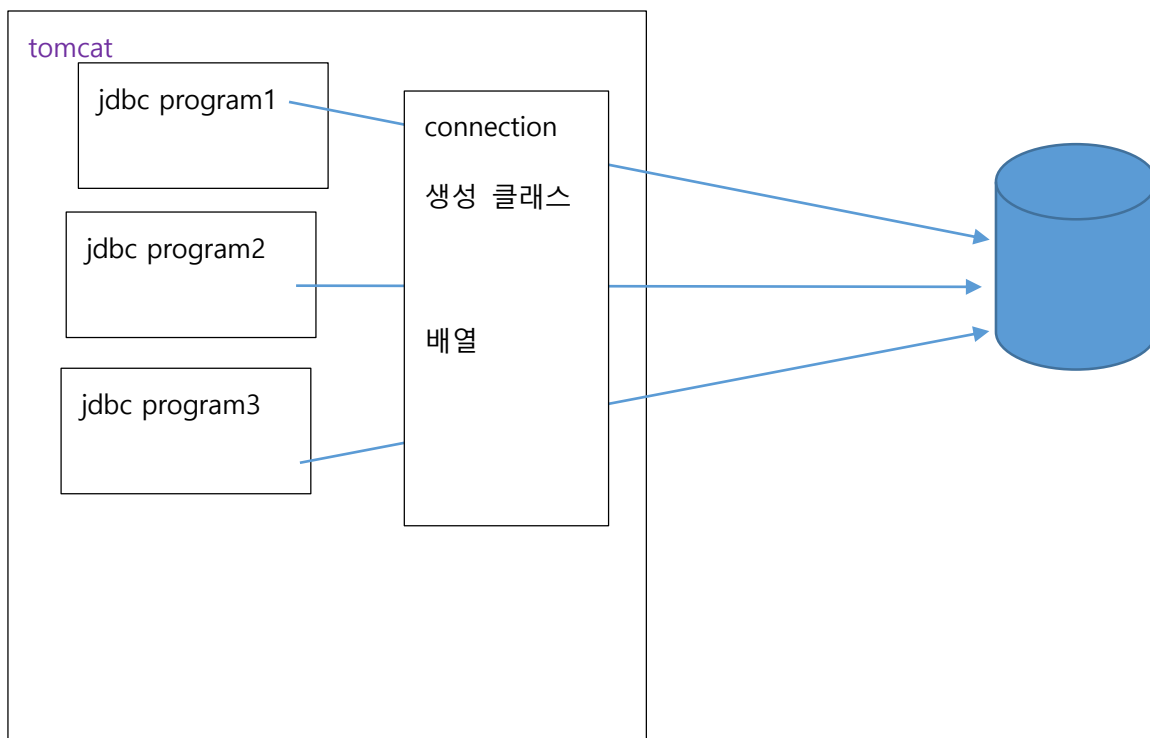 tomcat
jdbc program1
connection
생성 클래스
jdbc program2
배열
jdbc program3